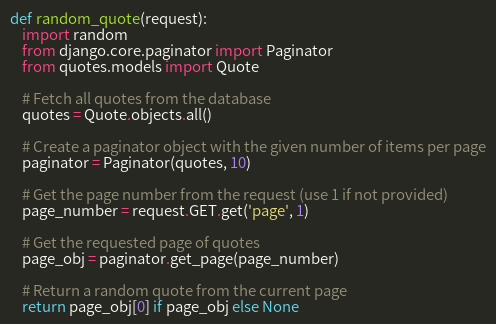 def random_quote(request):
    import random
    from django.core.paginator import Paginator
    from quotes.models import Quote

    # Fetch all quotes from the database
    quotes = Quote.objects.all()

    # Create a paginator object with the given number of items per page
    paginator = Paginator(quotes, 10)

    # Get the page number from the request (use 1 if not provided)
    page_number = request.GET.get('page', 1)

    # Get the requested page of quotes
    page_obj = paginator.get_page(page_number)

    # Return a random quote from the current page
    return page_obj[0] if page_obj else None